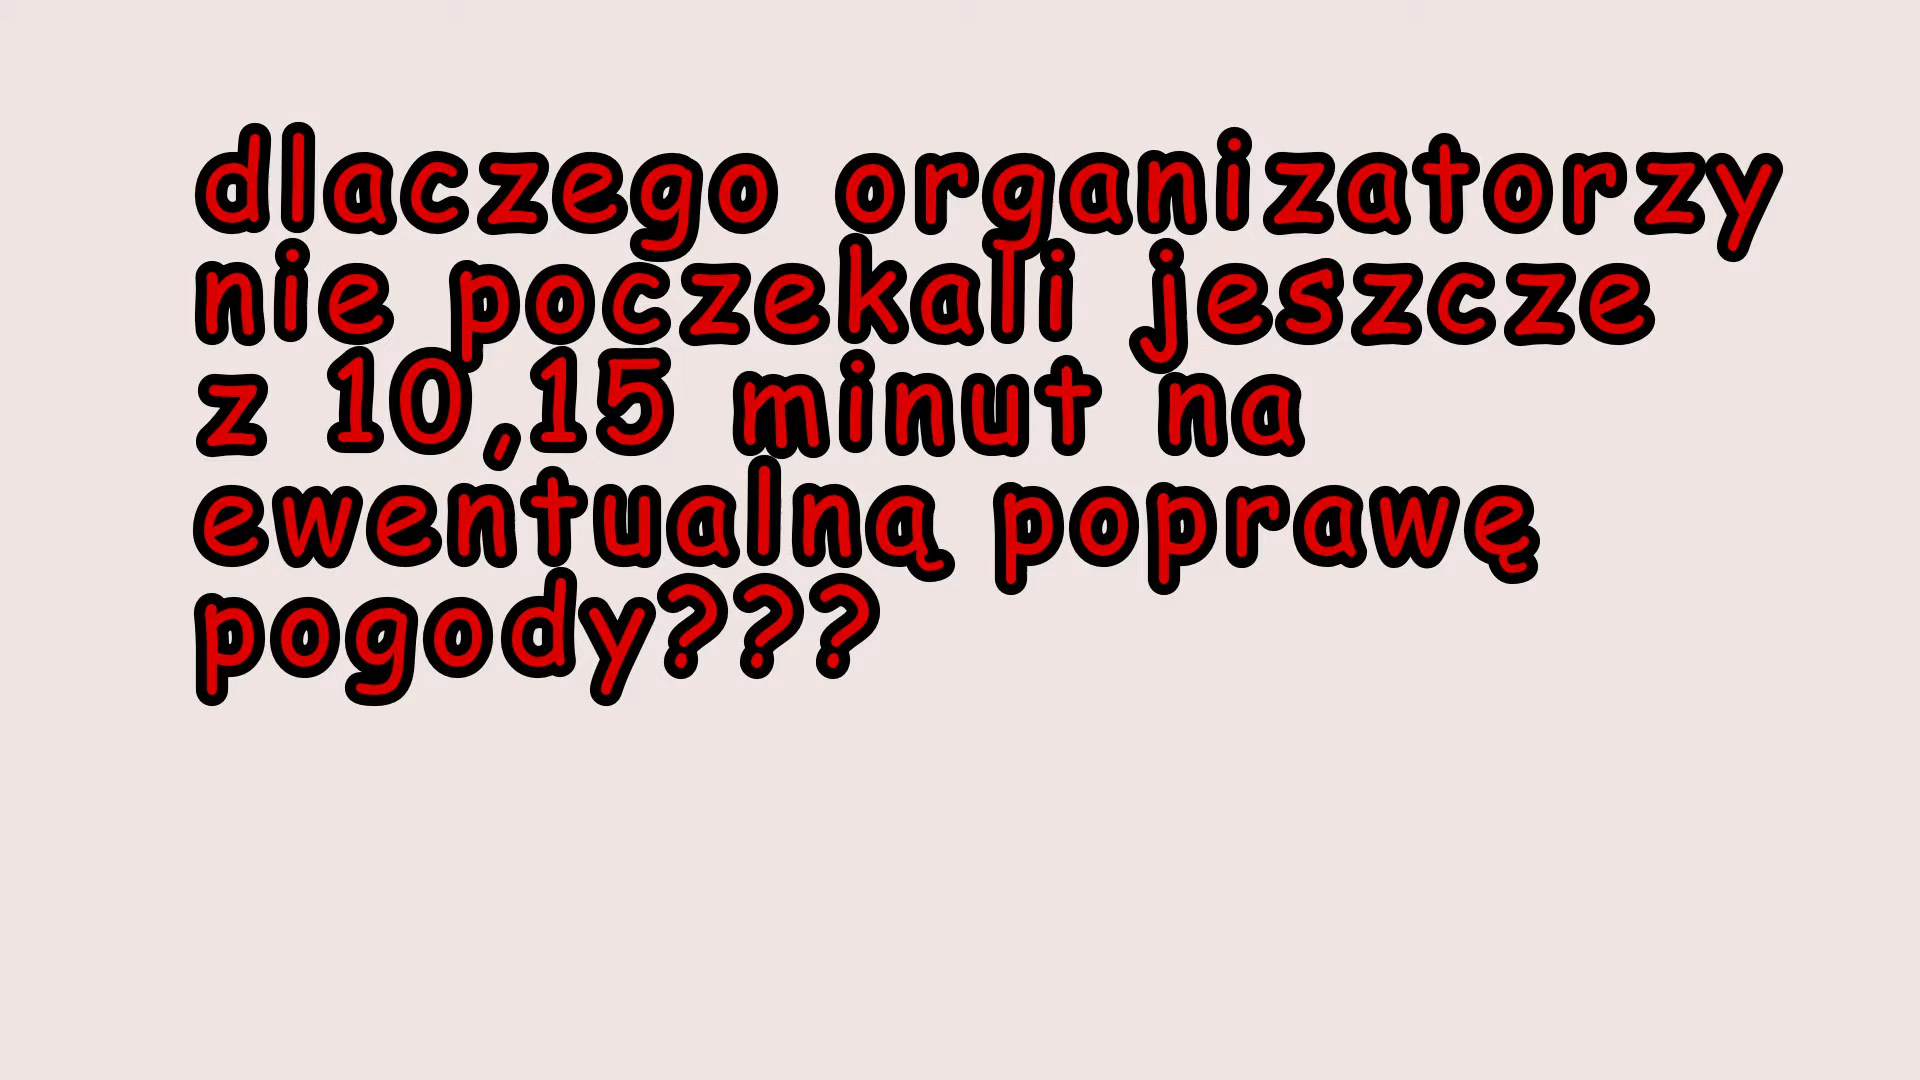 dlaczego organizatorzy
nie poczekali jeszcze
z 10,15 minut na
ewentualną poprawę
pogody???